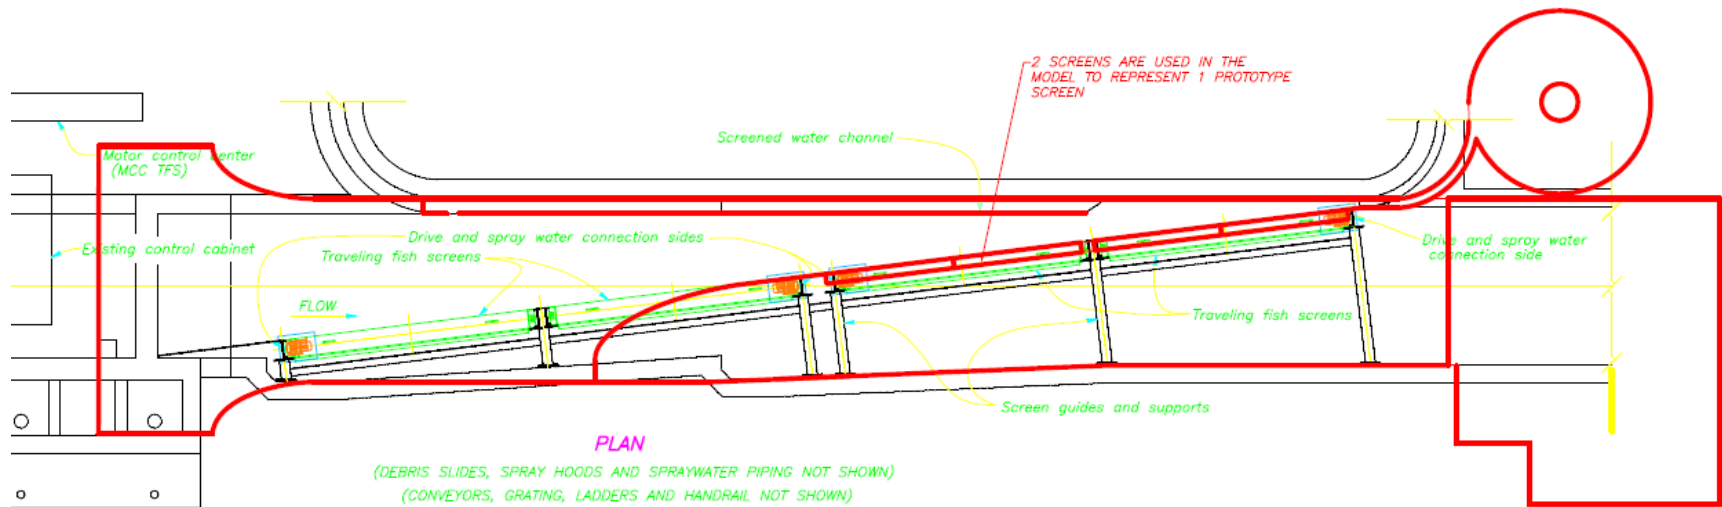 2 SCREENS ARE USED IN THE
MODEL TO REPRESENT 1 PROTOTYPE
SCREEN
Screened water channel
Motor control center
(MCC TFS)
Existing control cabinet
Drive and spray water connection sides
Traveling fish screens
Drive and spray water
connection side
FLOW
Traveling fish screens
Screen guides and supports
PLAN
(DEBRIS SLIDES, SPRAY HOODS AND SPRAYWATER PIPING NOT SHOWN)
(CONVEYORS, GRATING, LADDERS AND HANDRAIL NOT SHOWN)